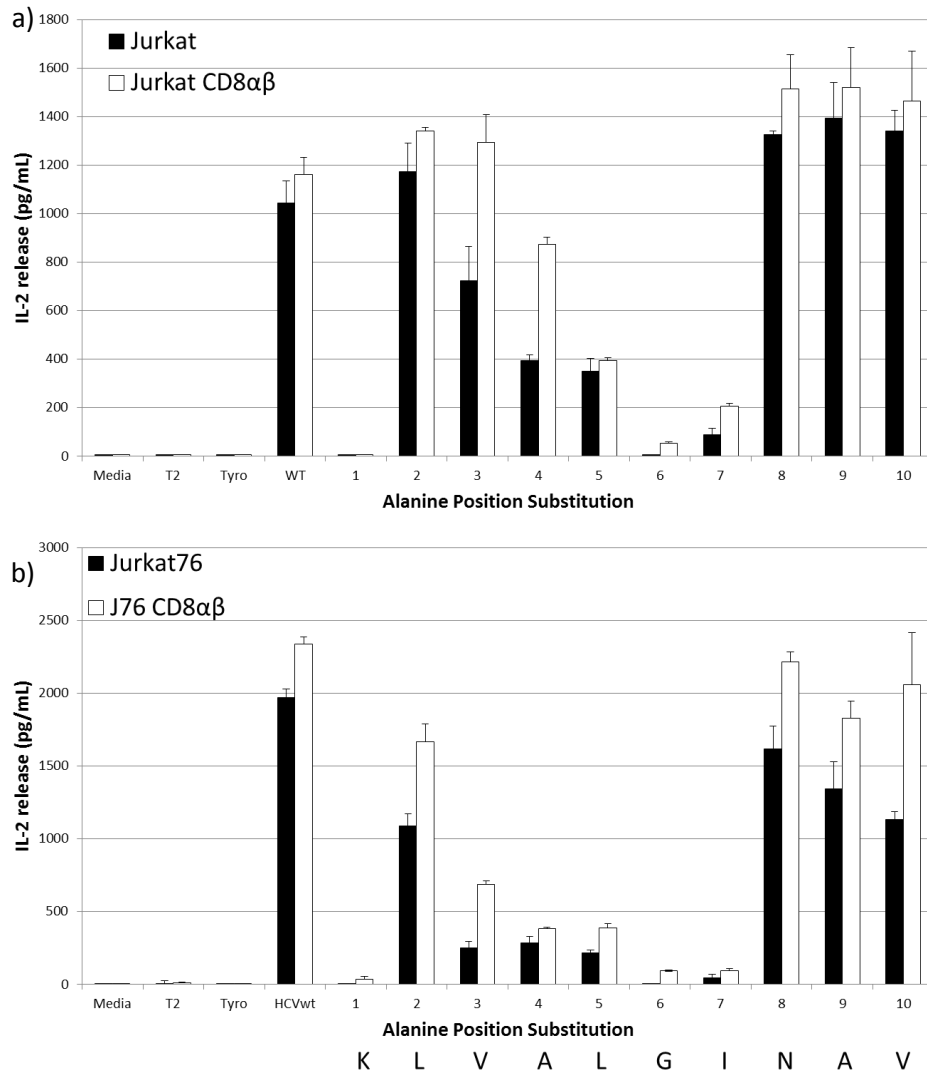 a)
Jurkat
Jurkat CD8αβ
IL-2 release (pg/mL)
1800
1600
1400
1200
1000
800
600
400
200
0
Media T2 Tyro WT 1 2 3 4 5 6 7 8 9 10
Alanine Position Substitution
b)
Jurkat76
J76 CD8αβ
IL-2 release (pg/mL)
3000
2500
2000
1500
1000
500
0
Media T2 Tyro HCVwt 1 2 3 4 5 6 7 8 9 10
Alanine Position Substitution
K L V A L G I N A V